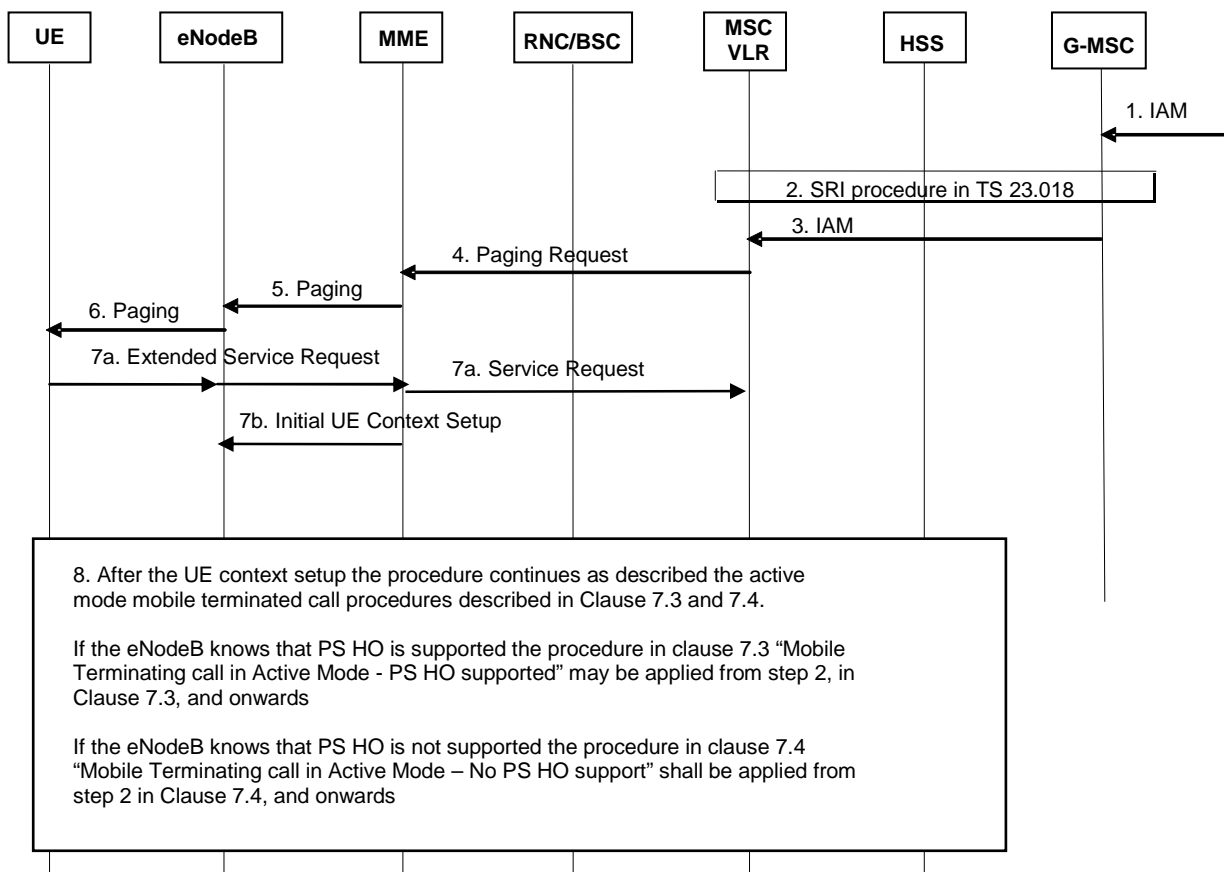 UE
eNodeB
MME
RNC/BSC
MSC
VLR
HSS
G-MSC
1. IAM
2. SRI procedure in TS 23.018
3. IAM
4. Paging Request
5. Paging
6. Paging
7a. Extended Service Request
7a. Service Request
7b. Initial UE Context Setup
8. After the UE context setup the procedure continues as described the active
mode mobile terminated call procedures described in Clause 7.3 and 7.4.
If the eNodeB knows that PS HO is supported the procedure in clause 7.3 “Mobile
Terminating call in Active Mode - PS HO supported” may be applied from step 2, in
Clause 7.3, and onwards
If the eNodeB knows that PS HO is not supported the procedure in clause 7.4
“Mobile Terminating call in Active Mode – No PS HO support” shall be applied from
step 2 in Clause 7.4, and onwards